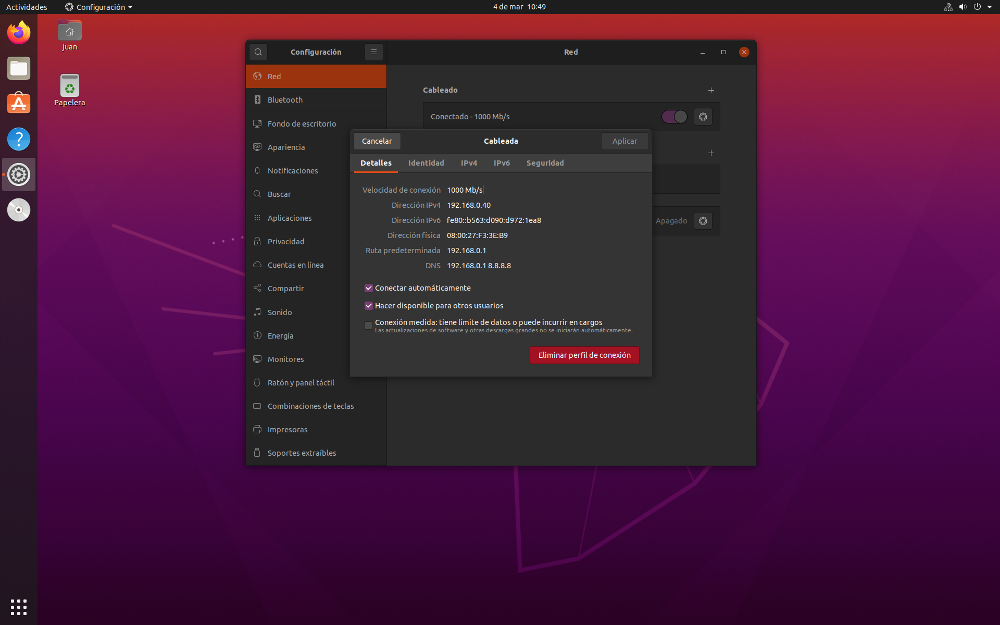 Actividades
Configuración
4 de mar 10:49
juan
Papelera
Configuración
Red
Red
Bluetooth
Fondo de escritorio
Apariencia
Notificaciones
Buscar
Aplicaciones
Privacidad
Cuentas en línea
Compartir
Sonido
Energía
Monitores
Ratón y panel táctil
Combinaciones de teclas
Impresoras
Soportes extraíbles
Cableado
Conectado - 1000 Mb/s
Apagado
Cancelar
Cableada
Aplicar
Detalles
Identidad
IPv4
IPv6
Seguridad
Velocidad de conexión 1000 Mb/s
Dirección IPv4 192.168.0.40
Dirección IPv6 fe80::b563:d090:d972:1ea8
Dirección física 08:00:27:F3:3E:B9
Ruta predeterminada 192.168.0.1
DNS 192.168.0.1 8.8.8.8
Conectar automáticamente
Hacer disponible para otros usuarios
Conexión medida: tiene límite de datos o puede incurrir en cargos
Las actualizaciones de software y otras descargas grandes no se iniciarán automáticamente.
Eliminar perfil de conexión